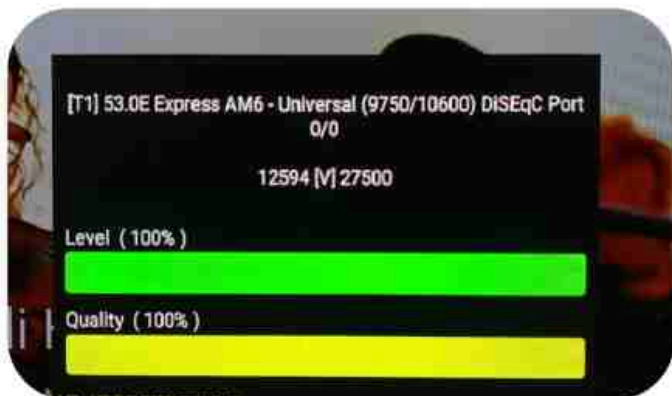 [T1] 53.0E Express AM6 - Universal (9750/10600) DiSEqC Port
0/0
12594 [V] 27500
Level ( 100% )
Quality ( 100% )